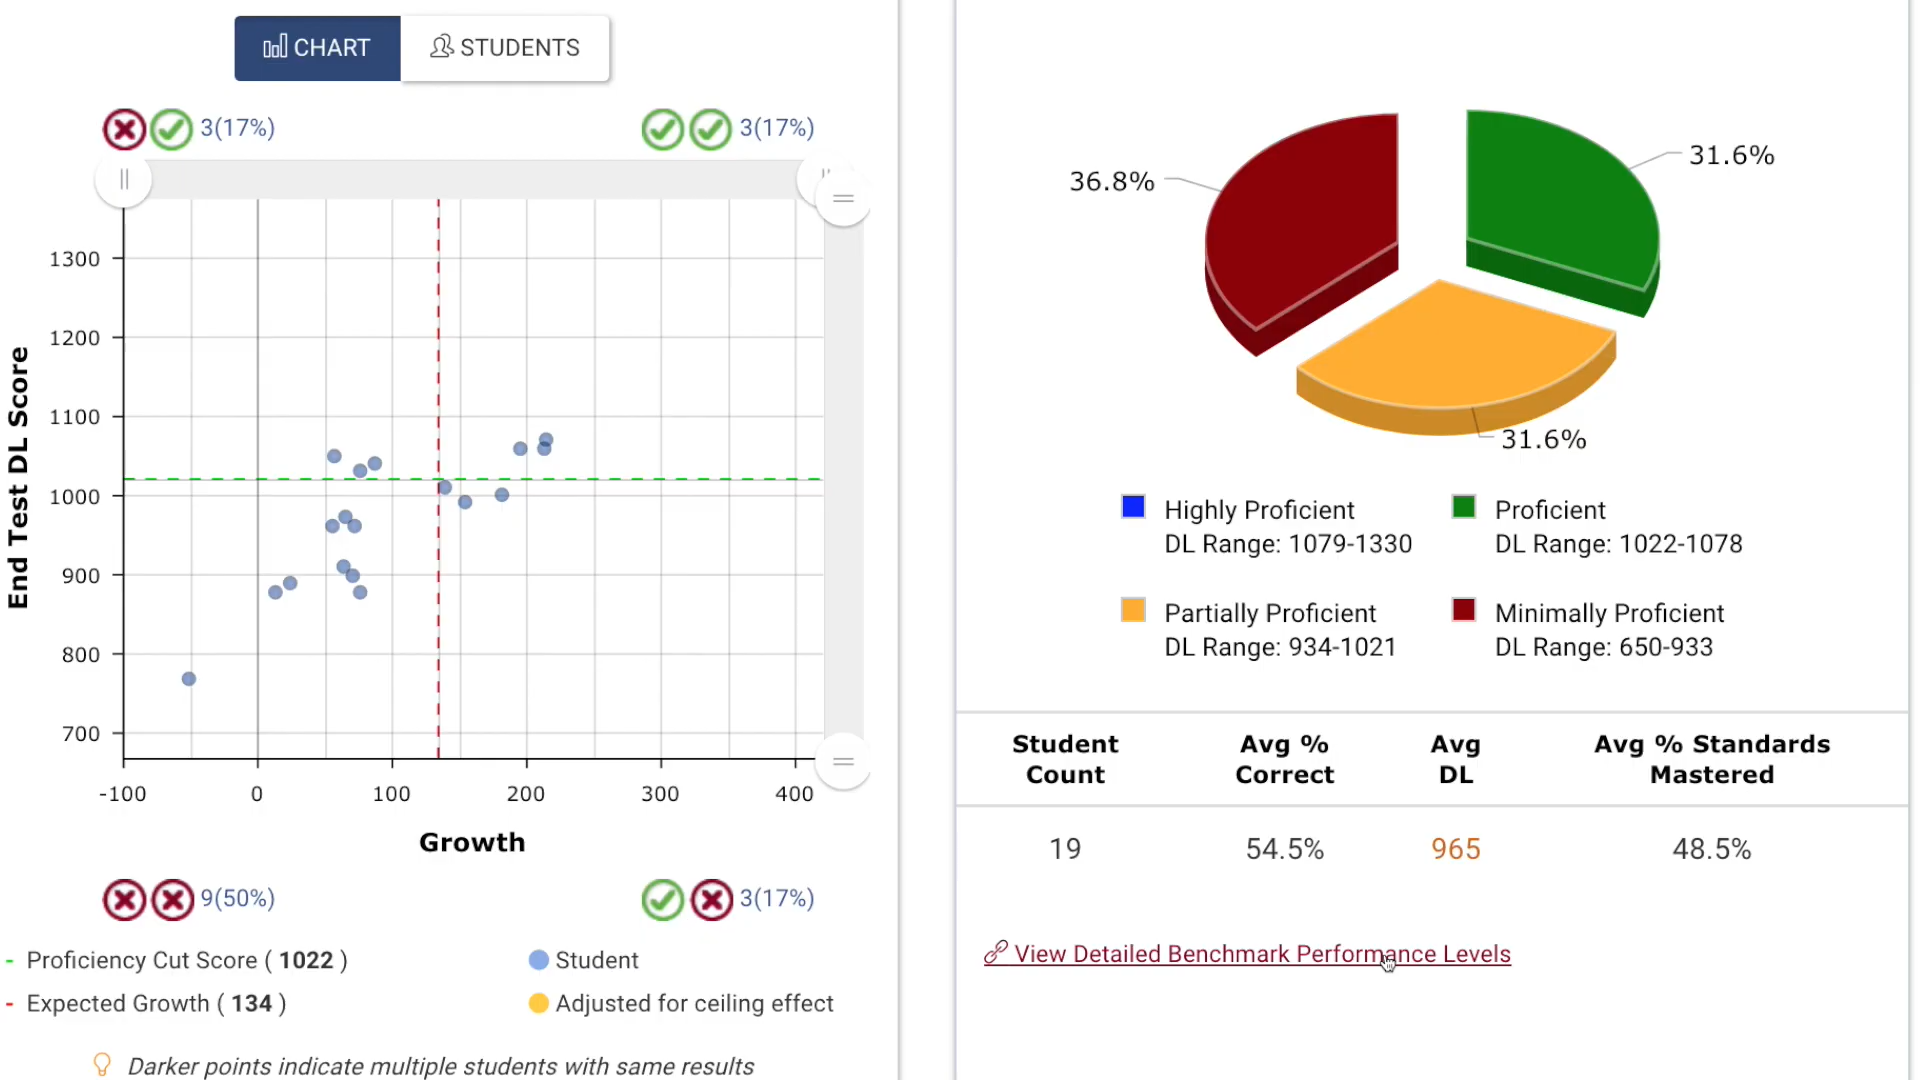 CHART
STUDENTS
3(17%)
3(17%)
End Test DL Score
1300
1200
1100
1000
900
800
700
-100
0
100
200
300
400
Growth
9(50%)
3(17%)
Proficiency Cut Score ( 1022 )
Student
Expected Growth ( 134 )
Adjusted for ceiling effect
Darker points indicate multiple students with same results
36.8%
31.6%
31.6%
Highly Proficient
DL Range: 1079-1330
Proficient
DL Range: 1022-1078
Partially Proficient
DL Range: 934-1021
Minimally Proficient
DL Range: 650-933
Student Count
Avg % Correct
Avg DL
Avg % Standards Mastered
19
54.5%
965
48.5%
View Detailed Benchmark Performance Levels